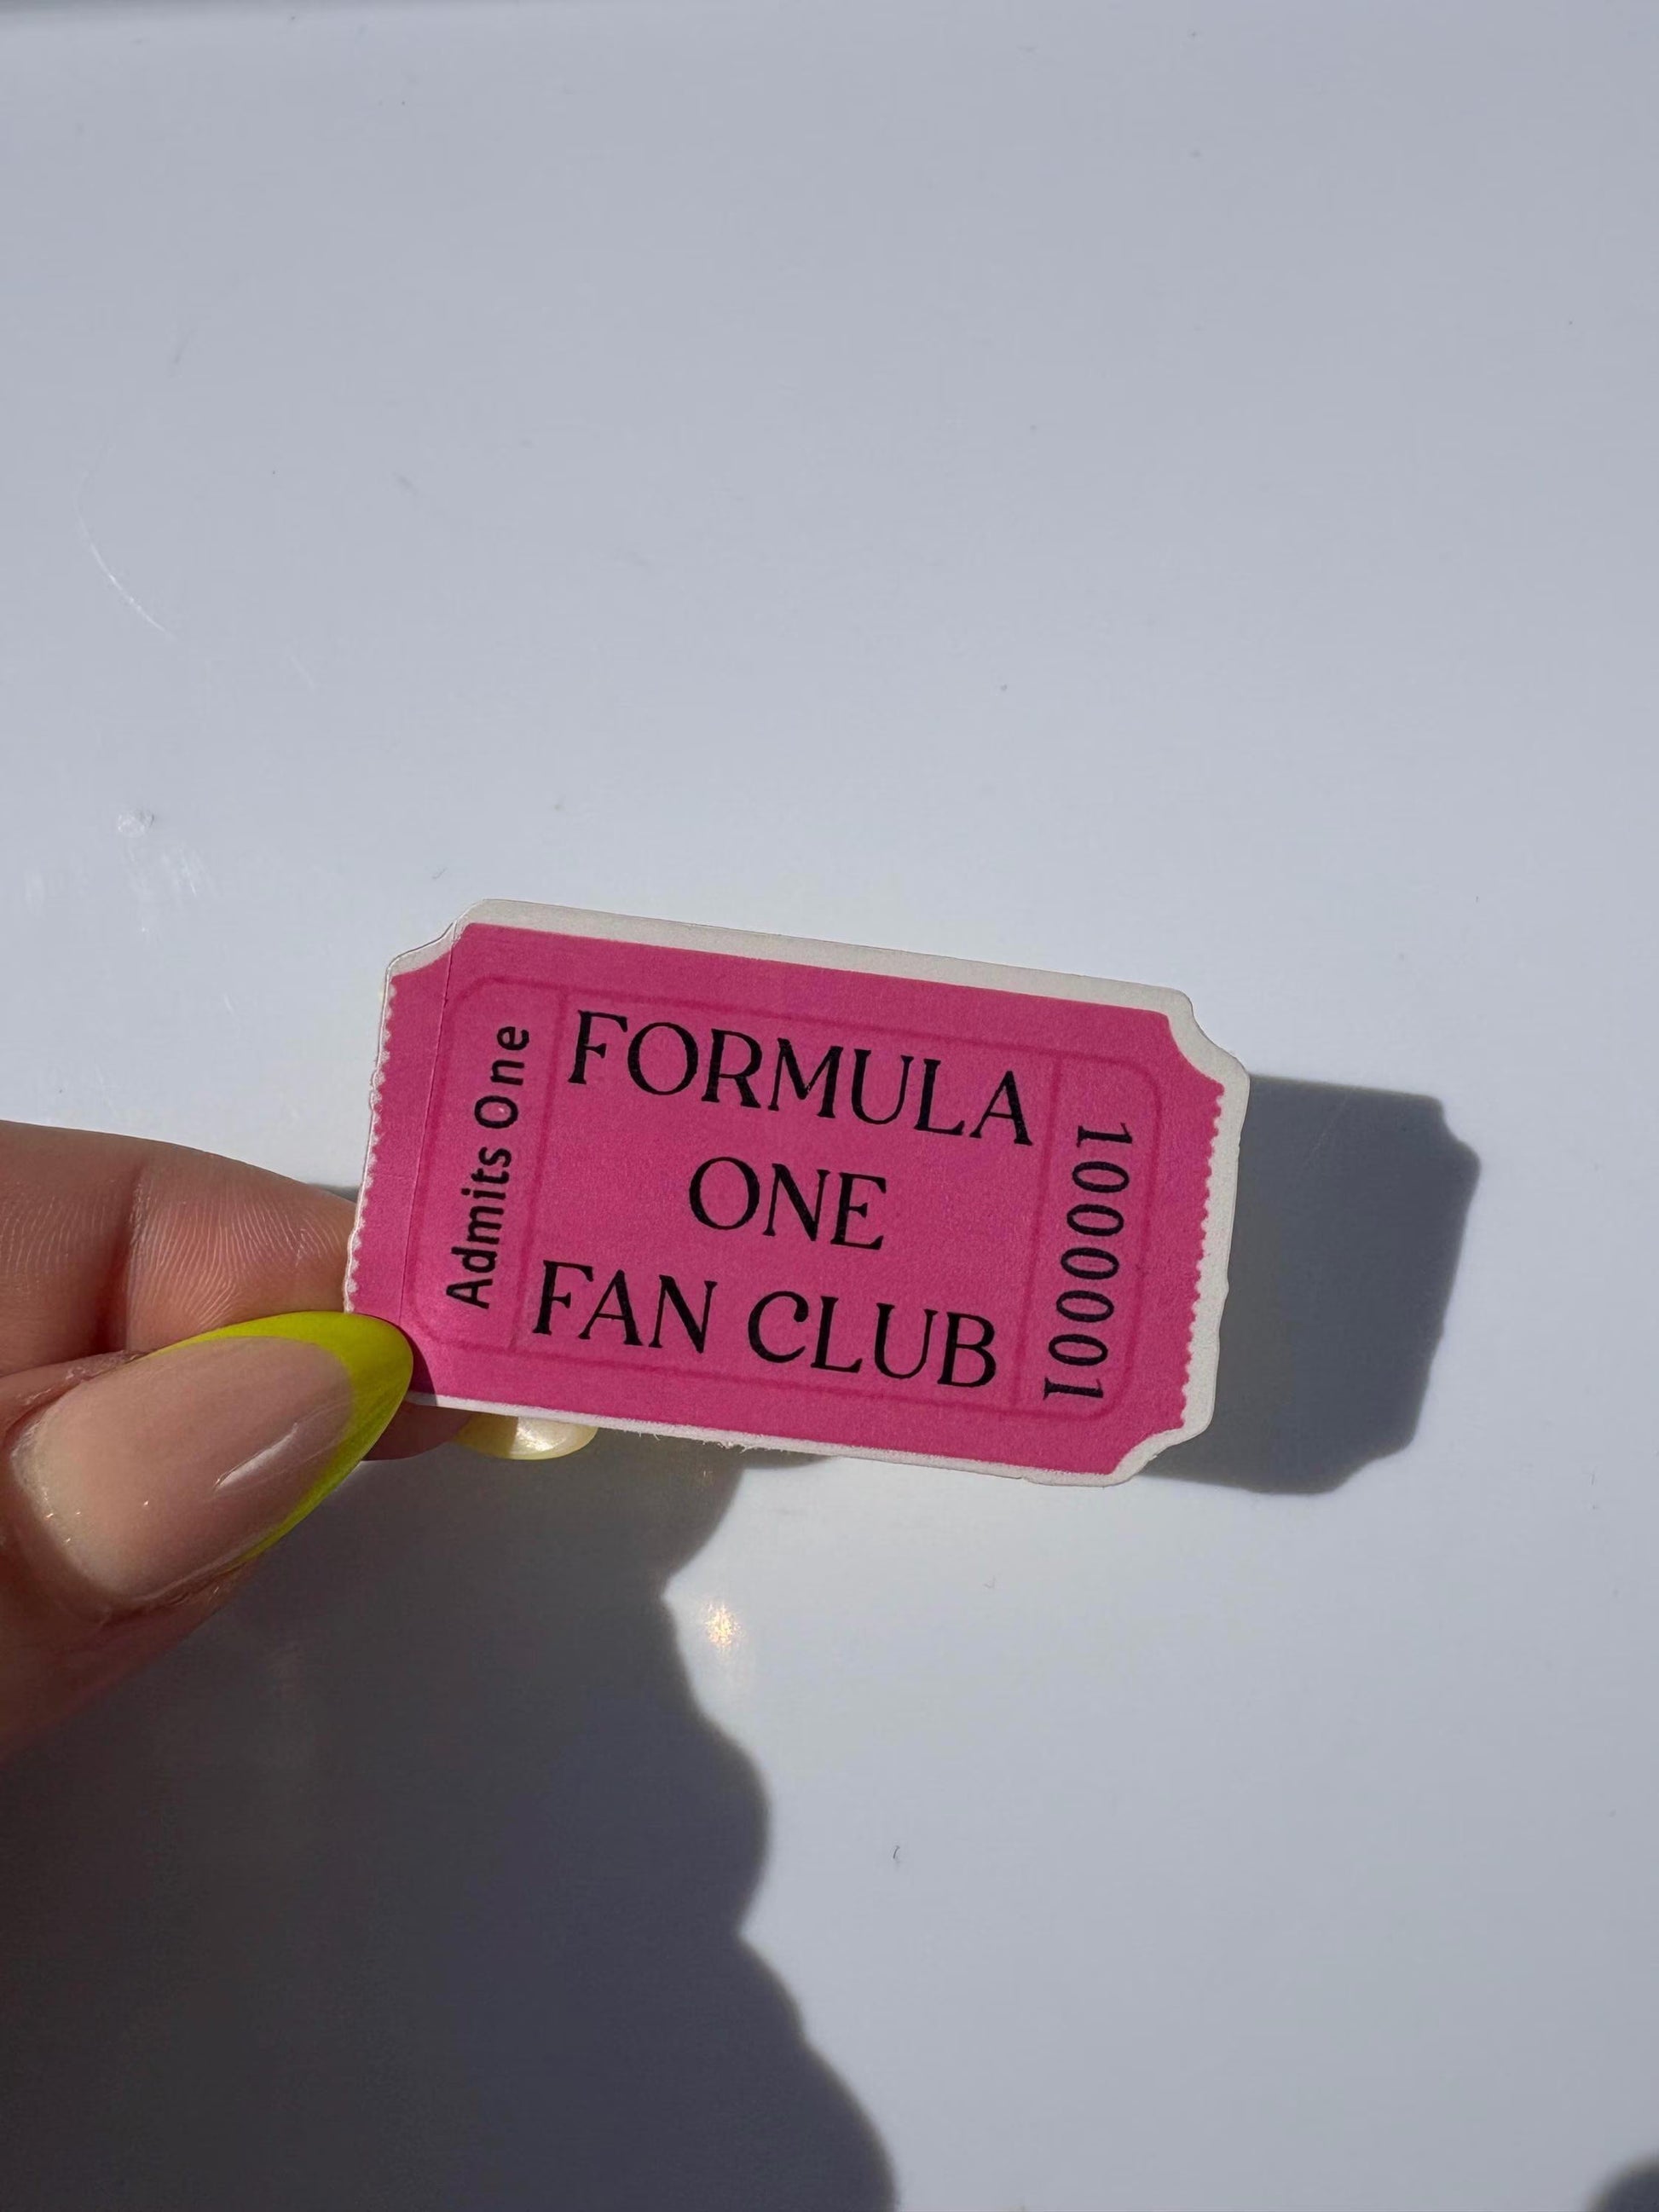 Admits One
FORMULA
ONE
FAN CLUB
1000001